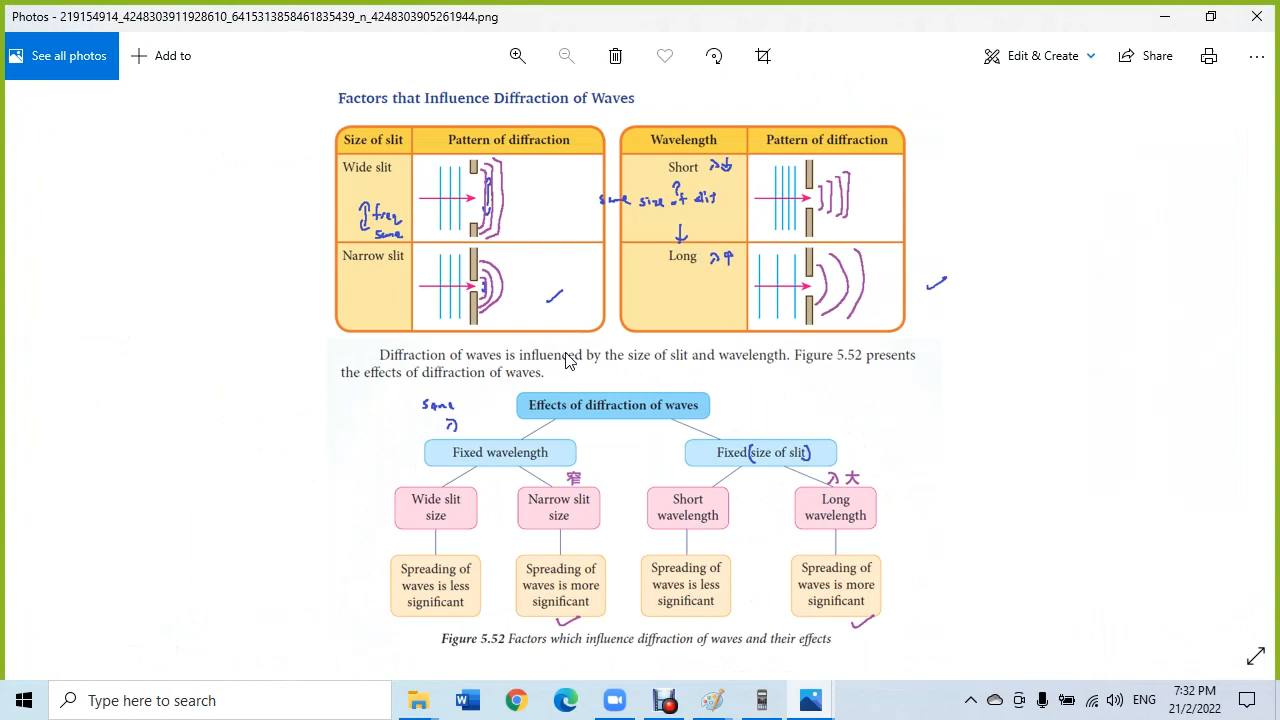 Photos - 219154914_4248303911928610_6415313858461835439_n_4248303905261944.png
See all photos
Add to
Edit & Create
Share
Factors that Influence Diffraction of Waves
Size of slit
Pattern of diffraction
Wide slit
freq
same
Narrow slit
Wavelength
Pattern of diffraction
Short λ↓
?
same size of slit
↓
Long λ↑
Diffraction of waves is influenced by the size of slit and wavelength. Figure 5.52 presents
the effects of diffraction of waves.
same
λ
Effects of diffraction of waves
Fixed wavelength
Fixed (size of slit)
窄
λ 大
Wide slit
size
Narrow slit
size
Short
wavelength
Long
wavelength
Spreading of
waves is less
significant
Spreading of
waves is more
significant
Spreading of
waves is less
significant
Spreading of
waves is more
significant
Figure 5.52 Factors which influence diffraction of waves and their effects
Type here to search
ENG
7:32 PM
21/2/2022